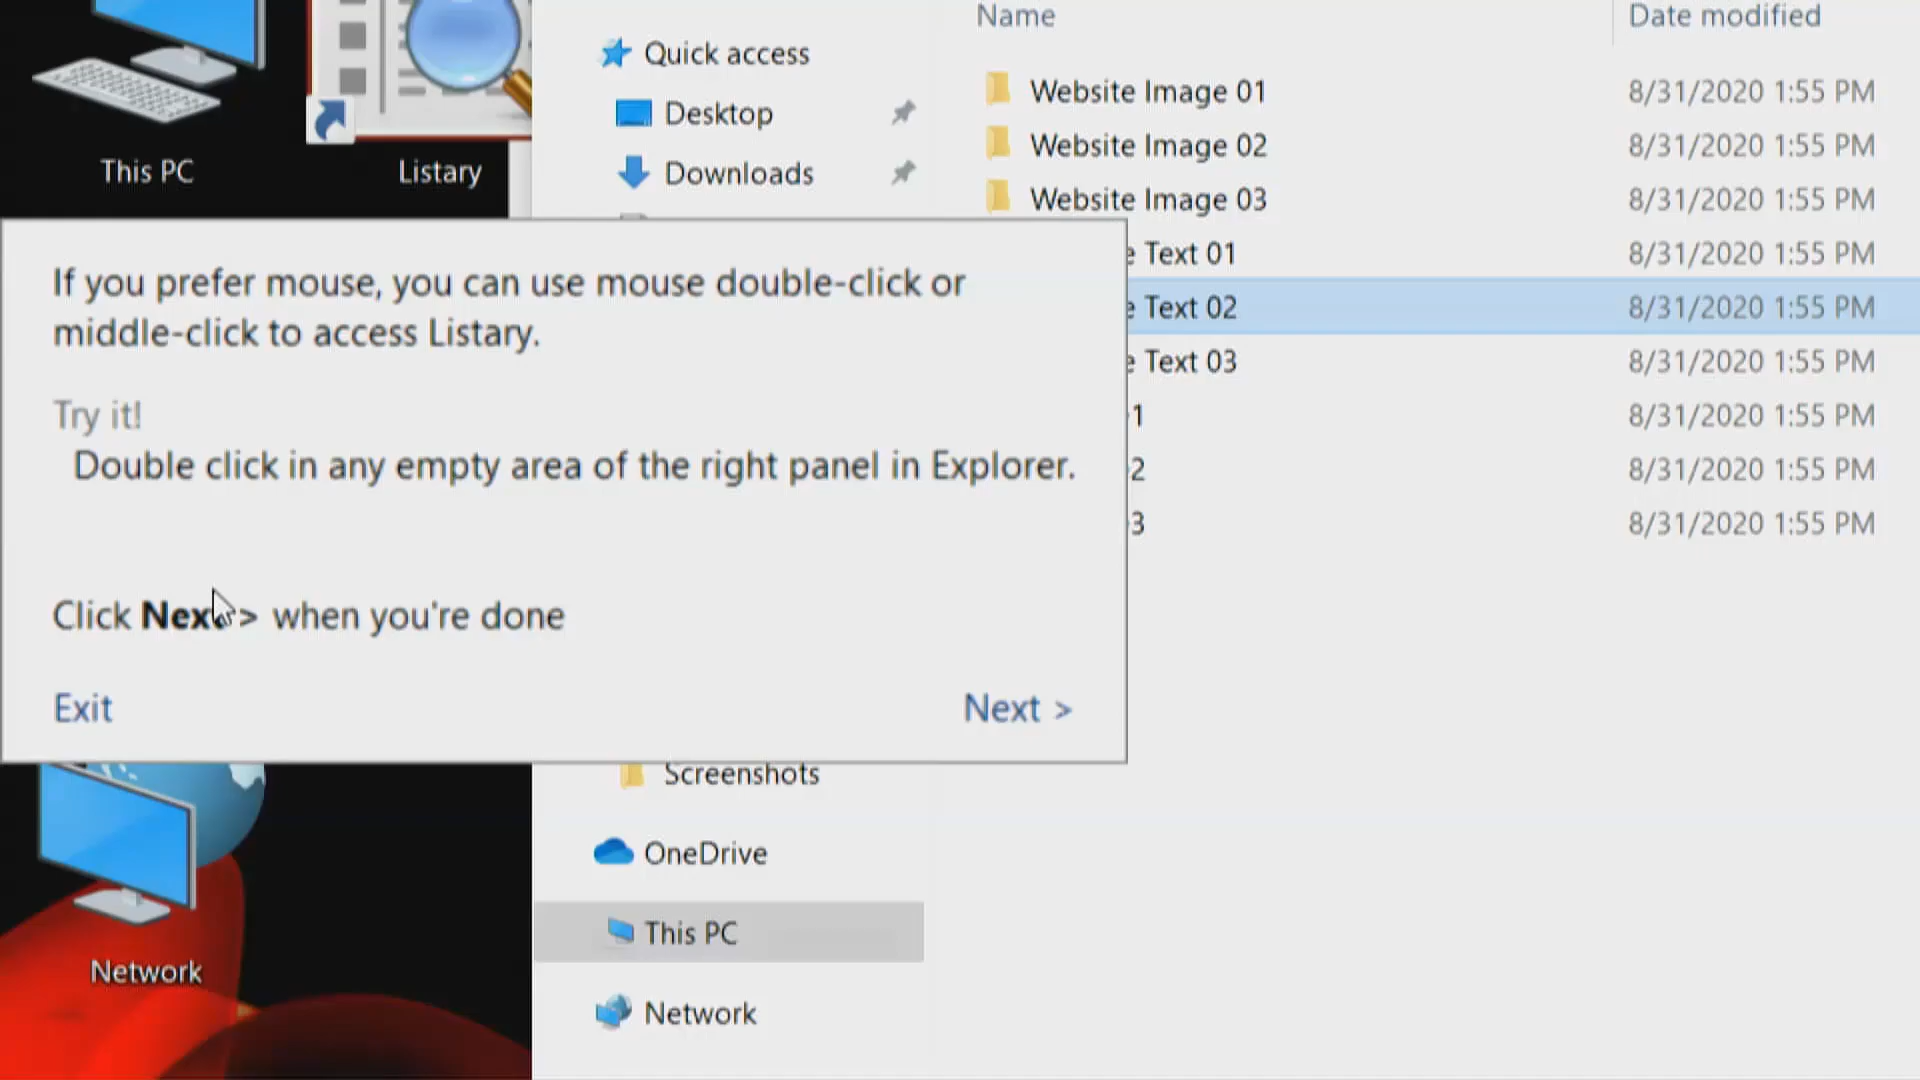 Name
Date modified
Quick access
Desktop
Downloads
This PC
Listary
Website Image 01 8/31/2020 1:55 PM
Website Image 02 8/31/2020 1:55 PM
Website Image 03 8/31/2020 1:55 PM
e Text 01 8/31/2020 1:55 PM
e Text 02 8/31/2020 1:55 PM
e Text 03 8/31/2020 1:55 PM
1 8/31/2020 1:55 PM
2 8/31/2020 1:55 PM
3 8/31/2020 1:55 PM
If you prefer mouse, you can use mouse double-click or
middle-click to access Listary.
Try it!
Double click in any empty area of the right panel in Explorer.
Click Next > when you're done
Exit
Next >
Screenshots
OneDrive
This PC
Network
Network